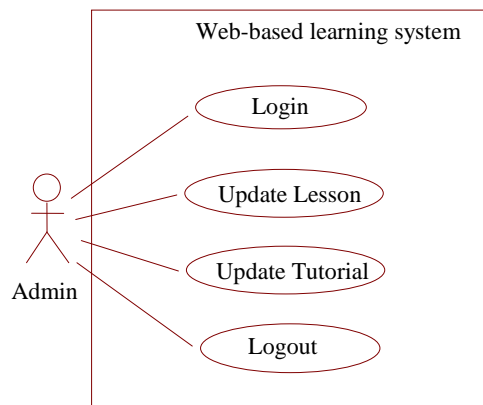 Web-based learning system
Login
Update Lesson
Update Tutorial
Admin
Logout